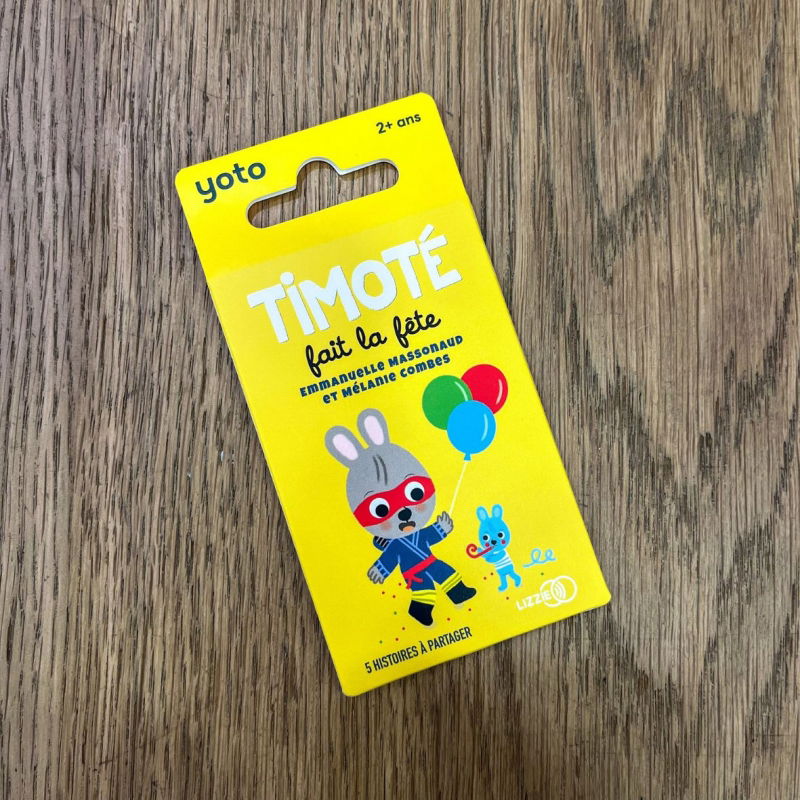 yoto
2+ ans
TiMOTÉ
fait la fête
EMMANUELLE MASSONAUD
ET MÉLANIE COMBES
LIZZIE
5 HISTOIRES À PARTAGER